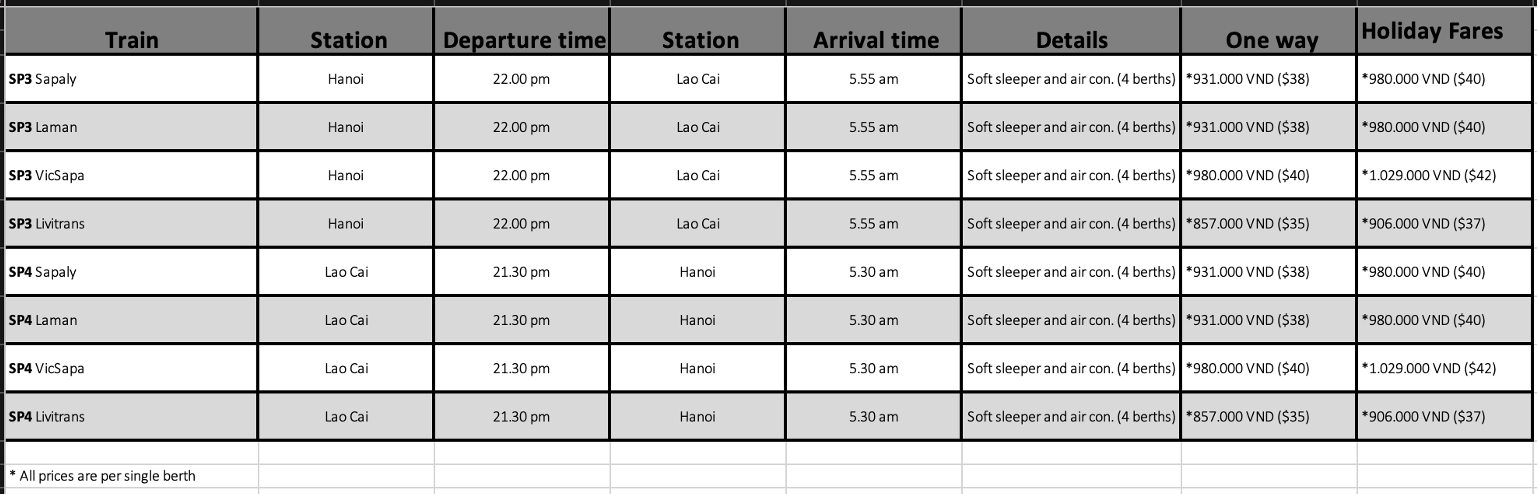 Train Station Departure time Station Arrival time Details One way Holiday Fares
SP3 Sapaly Hanoi 22.00 pm Lao Cai 5.55 am Soft sleeper and air con. (4 berths) *931.000 VND ($38) *980.000 VND ($40)
SP3 Laman Hanoi 22.00 pm Lao Cai 5.55 am Soft sleeper and air con. (4 berths) *931.000 VND ($38) *980.000 VND ($40)
SP3 VicSapa Hanoi 22.00 pm Lao Cai 5.55 am Soft sleeper and air con. (4 berths) *980.000 VND ($40) *1.029.000 VND ($42)
SP3 Livitrans Hanoi 22.00 pm Lao Cai 5.55 am Soft sleeper and air con. (4 berths) *857.000 VND ($35) *906.000 VND ($37)
SP4 Sapaly Lao Cai 21.30 pm Hanoi 5.30 am Soft sleeper and air con. (4 berths) *931.000 VND ($38) *980.000 VND ($40)
SP4 Laman Lao Cai 21.30 pm Hanoi 5.30 am Soft sleeper and air con. (4 berths) *931.000 VND ($38) *980.000 VND ($40)
SP4 VicSapa Lao Cai 21.30 pm Hanoi 5.30 am Soft sleeper and air con. (4 berths) *980.000 VND ($40) *1.029.000 VND ($42)
SP4 Livitrans Lao Cai 21.30 pm Hanoi 5.30 am Soft sleeper and air con. (4 berths) *857.000 VND ($35) *906.000 VND ($37)
* All prices are per single berth